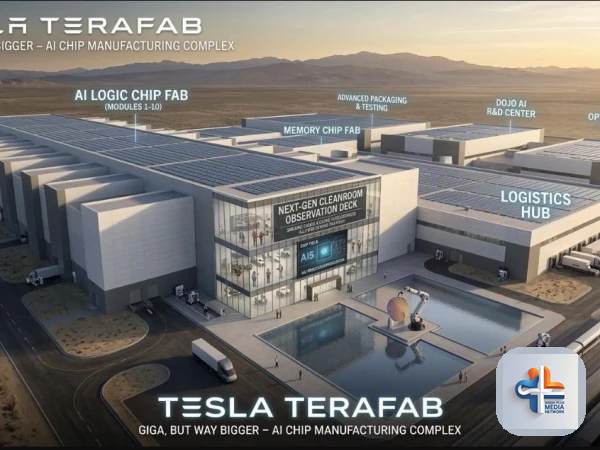 LA TERAFAB
BIGGER – AI CHIP MANUFACTURING COMPLEX
AI LOGIC CHIP FAB
(MODULES 1-10)
ADVANCED PACKAGING
& TESTING
MEMORY CHIP FAB
DOJO AI
R&D CENTER
OPT
NEXT-GEN CLEANROOM
OBSERVATION DECK
LOGISTICS
HUB
AI5
MEDIA
NETWORK
TESLA TERAFAB
GIGA, BUT WAY BIGGER – AI CHIP MANUFACTURING COMPLEX